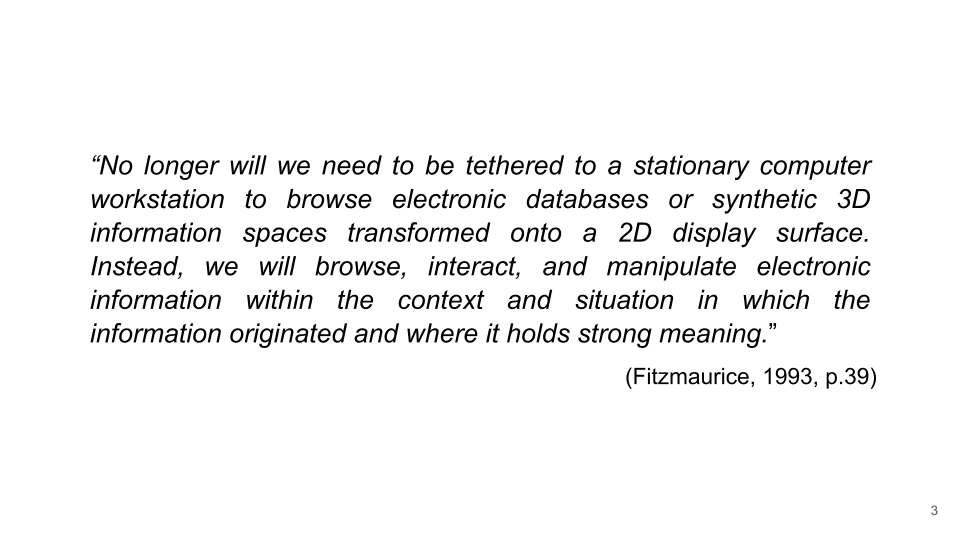 “No longer will we need to be tethered to a stationary computer
workstation to browse electronic databases or synthetic 3D
information spaces transformed onto a 2D display surface.
Instead, we will browse, interact, and manipulate electronic
information within the context and situation in which the
information originated and where it holds strong meaning.”
(Fitzmaurice, 1993, p.39)
3